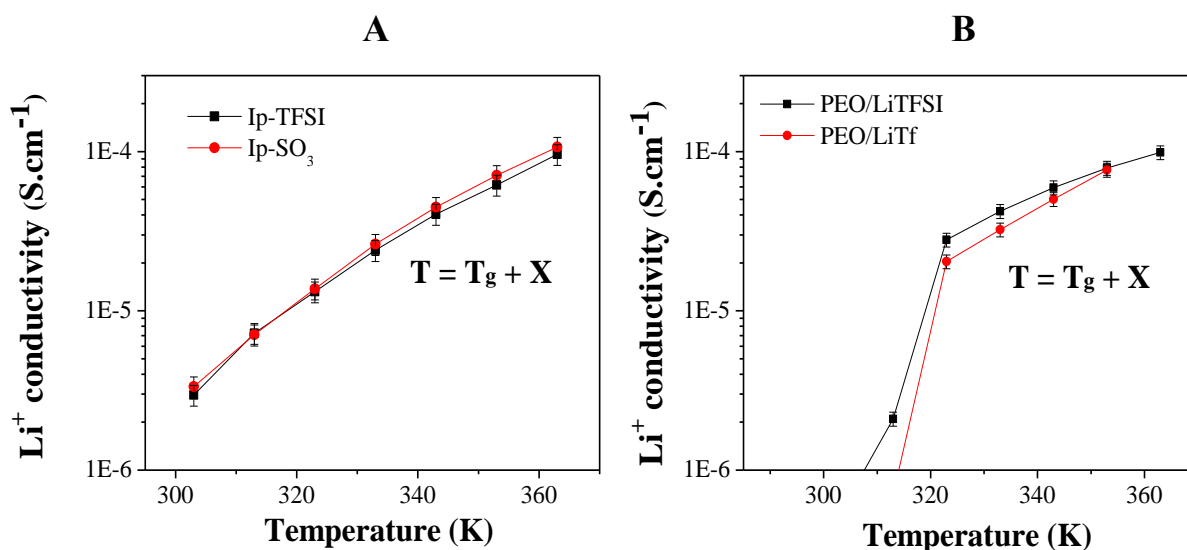 A
Li⁺ conductivity (S.cm⁻¹)
Ip-TFSI
Ip-SO₃
1E-4
1E-5
1E-6
T = Tg + X
300
320
340
360
Temperature (K)
B
Li⁺ conductivity (S.cm⁻¹)
PEO/LiTFSI
PEO/LiTf
1E-4
1E-5
1E-6
T = Tg + X
300
320
340
360
Temperature (K)